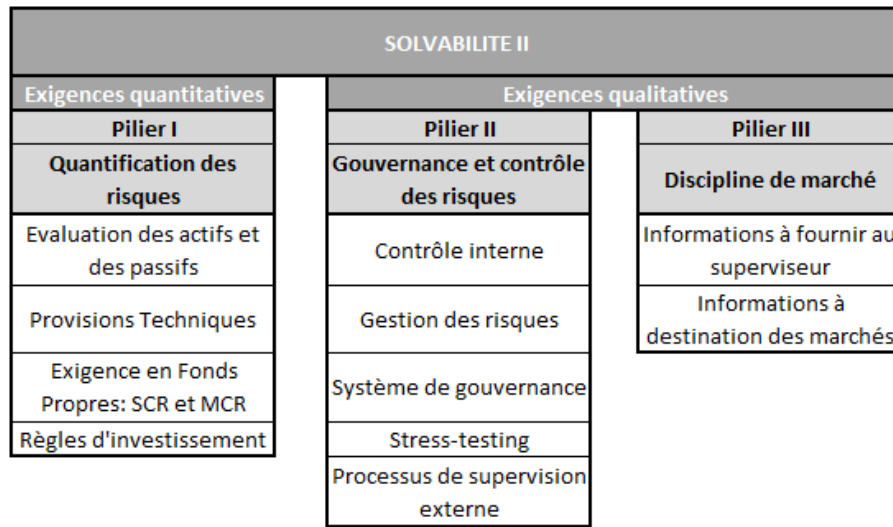 SOLVABILITE II
Exigences quantitatives
Exigences qualitatives
Pilier I
Quantification des
risques
Evaluation des actifs et
des passifs
Provisions Techniques
Exigence en Fonds
Propres: SCR et MCR
Règles d'investissement
Pilier II
Gouvernance et contrôle
des risques
Contrôle interne
Gestion des risques
Système de gouvernance
Stress-testing
Processus de supervision
externe
Pilier III
Discipline de marché
Informations à fournir au
superviseur
Informations à
destination des marchés